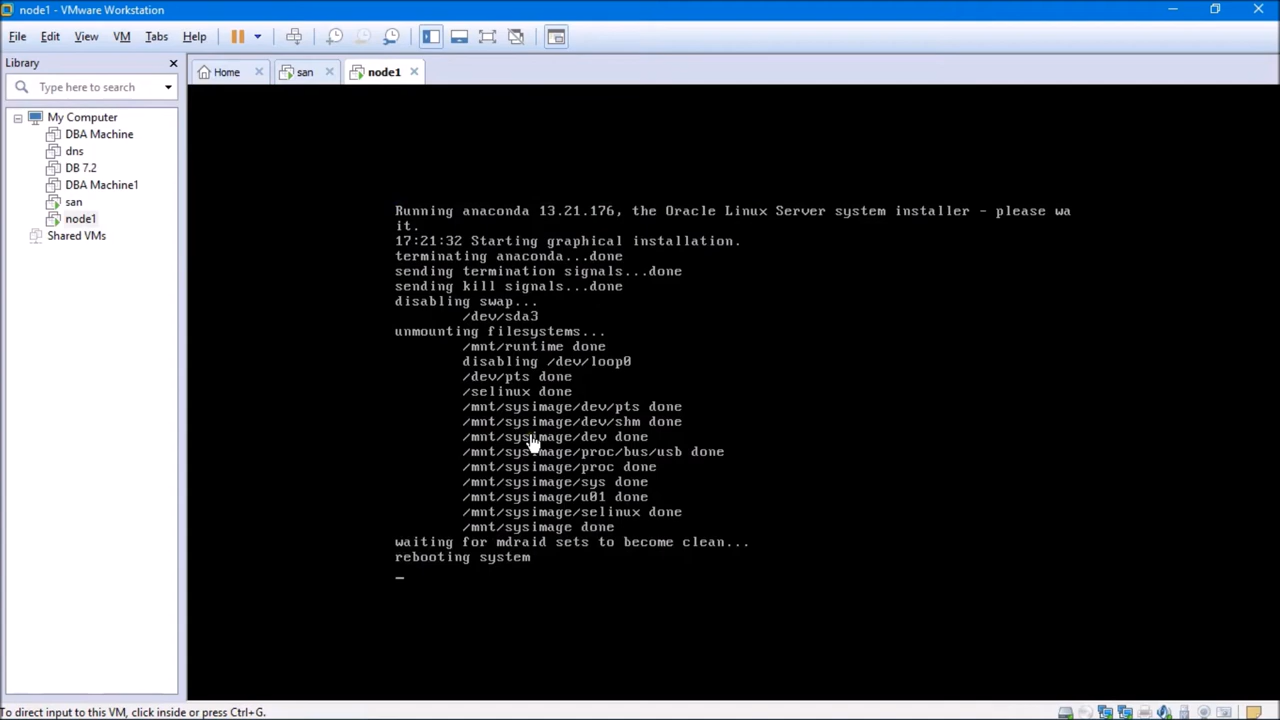 node1 - VMware Workstation
File Edit View VM Tabs Help
Library
Type here to search
My Computer
DBA Machine
dns
DB 7.2
DBA Machine1
san
node1
Shared VMs
Home san node1
Running anaconda 13.21.176, the Oracle Linux Server system installer - please wa
it.
17:21:32 Starting graphical installation.
terminating anaconda...done
sending termination signals...done
sending kill signals...done
disabling swap...
/dev/sda3
unmounting filesystems...
/mnt/runtime done
disabling /dev/loop0
/dev/pts done
/selinux done
/mnt/sysimage/dev/pts done
/mnt/sysimage/dev/shm done
/mnt/sysimage/dev done
/mnt/sysimage/proc/bus/usb done
/mnt/sysimage/proc done
/mnt/sysimage/sys done
/mnt/sysimage/u01 done
/mnt/sysimage/selinux done
/mnt/sysimage done
waiting for mdraid sets to become clean...
rebooting system
To direct input to this VM, click inside or press Ctrl+G.